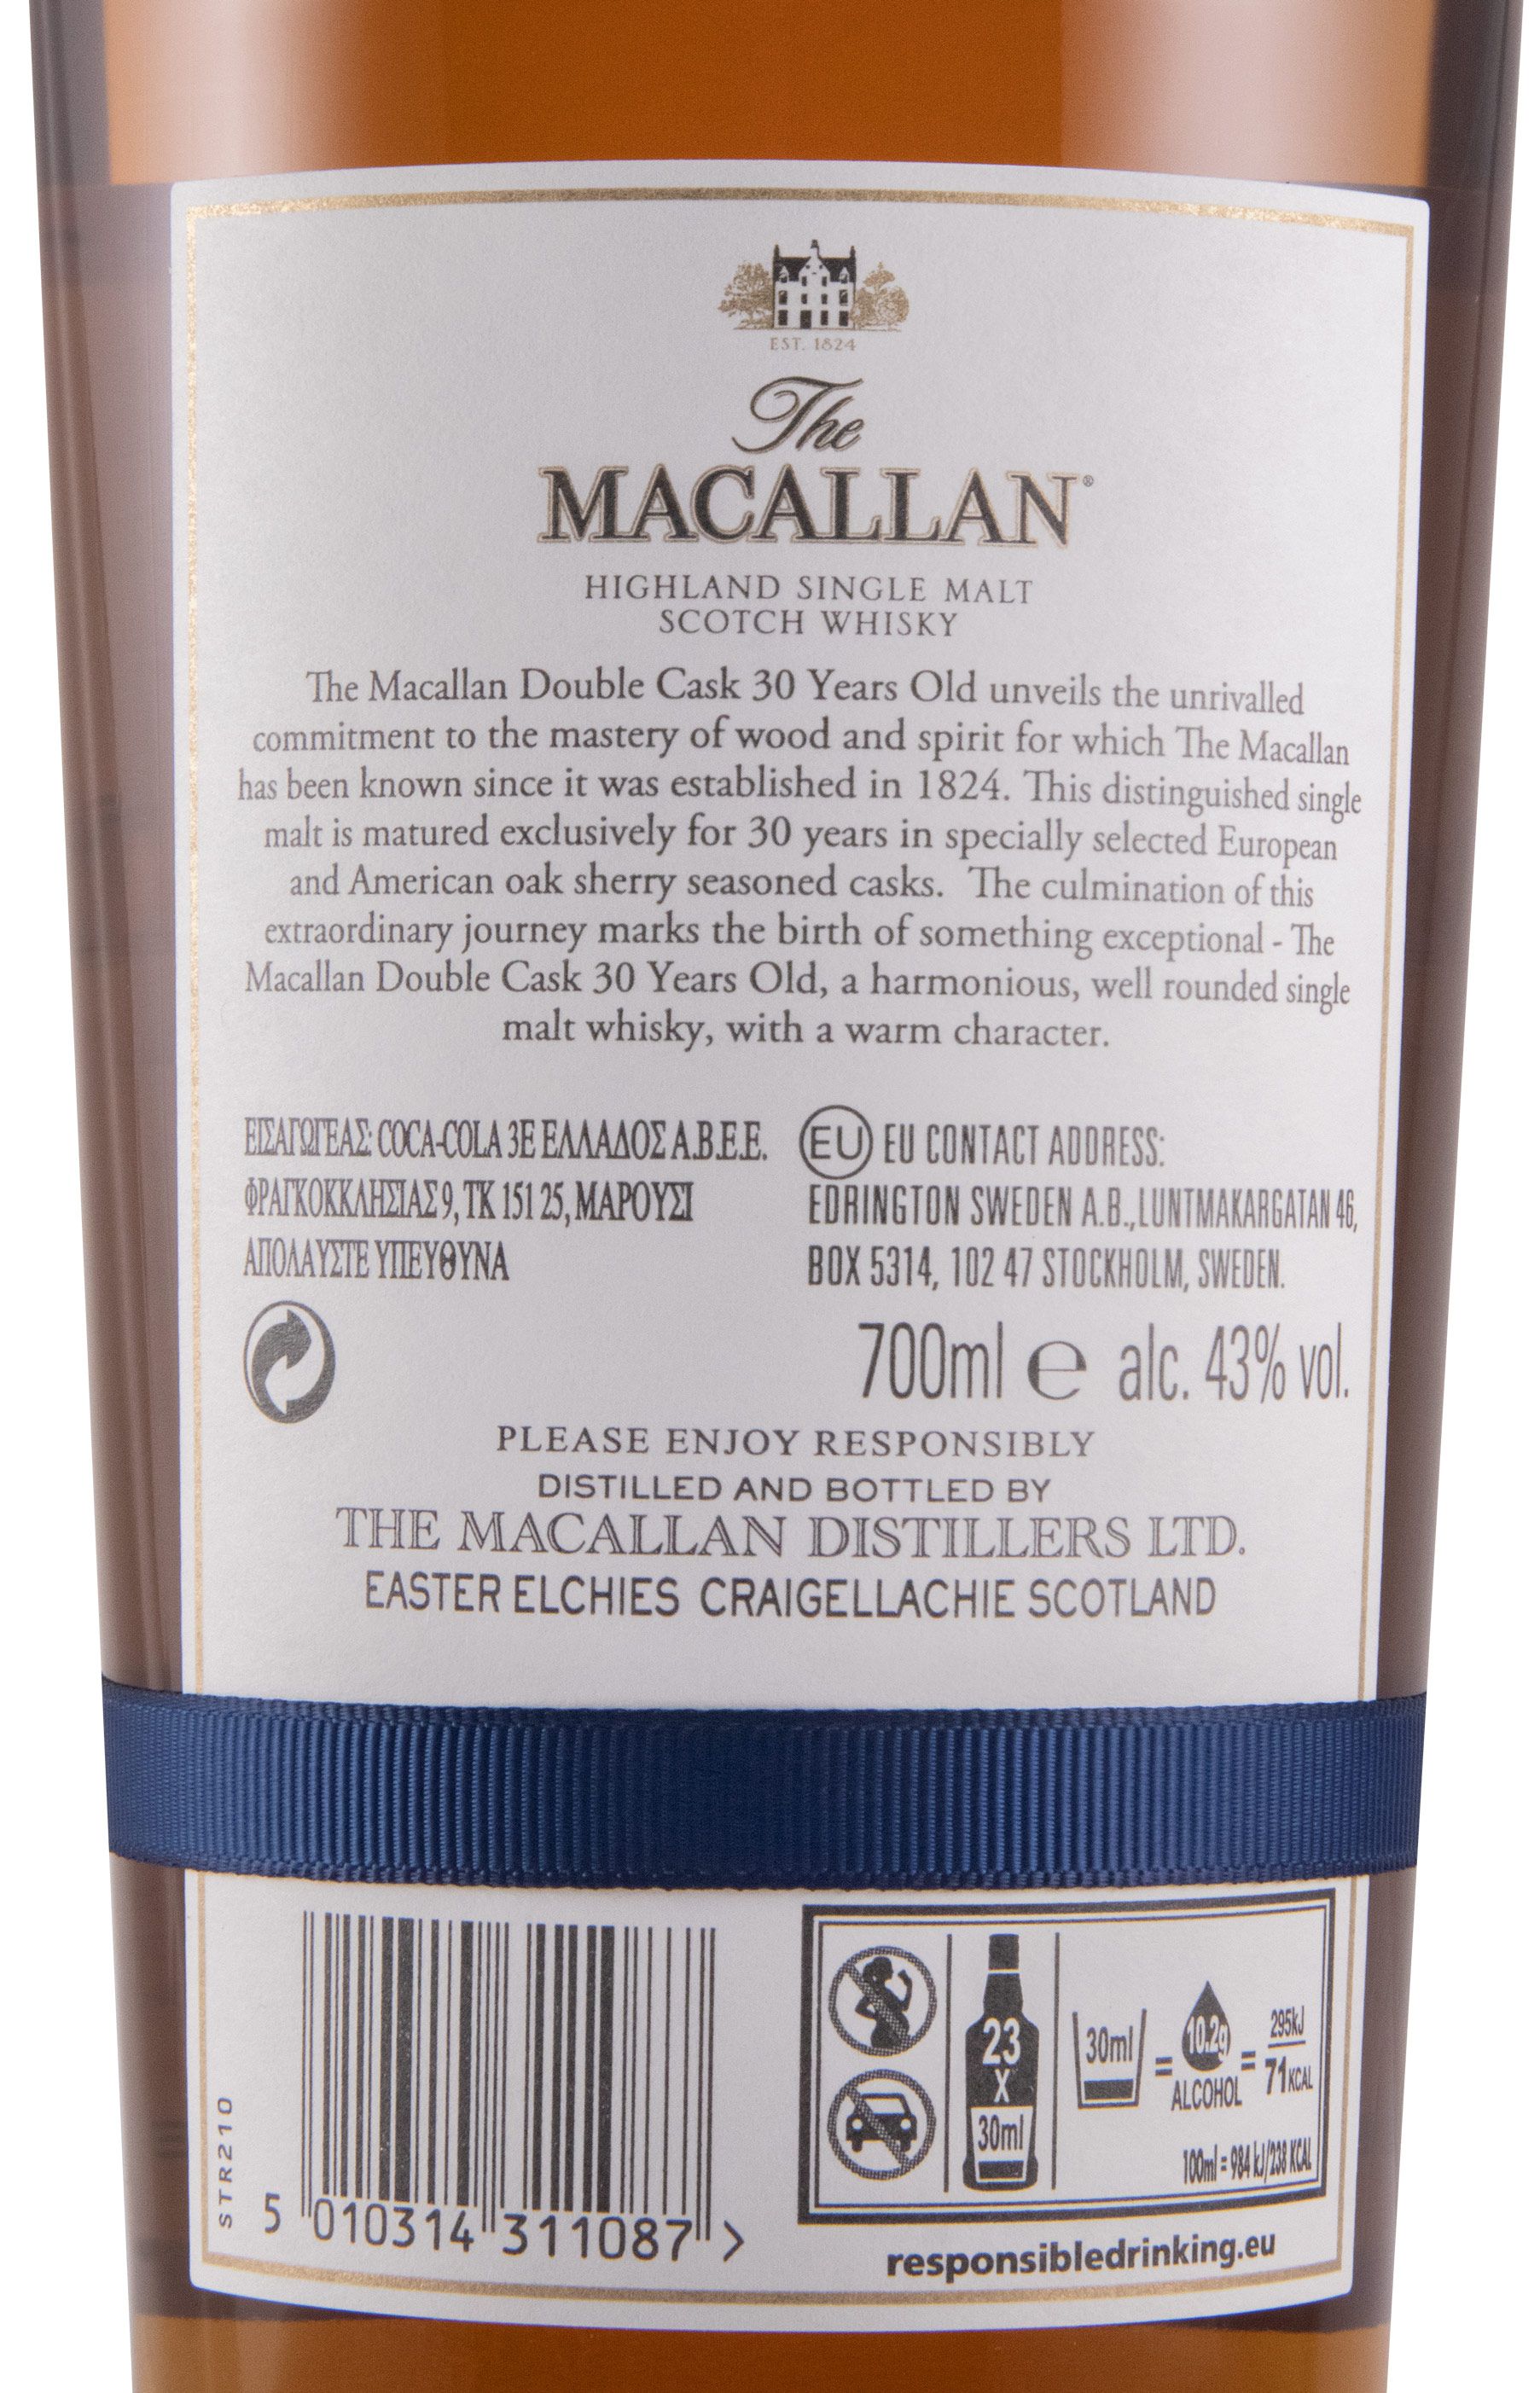 EST. 1824
The
MACALLAN®
HIGHLAND SINGLE MALT
SCOTCH WHISKY
The Macallan Double Cask 30 Years Old unveils the unrivalled
commitment to the mastery of wood and spirit for which The Macallan
has been known since it was established in 1824. This distinguished single
malt is matured exclusively for 30 years in specially selected European
and American oak sherry seasoned casks. The culmination of this
extraordinary journey marks the birth of something exceptional - The
Macallan Double Cask 30 Years Old, a harmonious, well rounded single
malt whisky, with a warm character.
ΕΙΣΑΓΩΓΕΑΣ: COCA-COLA 3E ΕΛΛΑΔΟΣ Α.Β.Ε.Ε.
ΦΡΑΓΚΟΚΚΛΗΣΙΑΣ 9, ΤΚ 151 25, ΜΑΡΟΥΣΙ
ΑΠΟΛΑΥΣΤΕ ΥΠΕΥΘΥΝΑ
EU EU CONTACT ADDRESS:
EDRINGTON SWEDEN A.B., LUNTMAKARGATAN 46,
BOX 5314, 102 47 STOCKHOLM, SWEDEN.
700ml e alc. 43% vol.
PLEASE ENJOY RESPONSIBLY
DISTILLED AND BOTTLED BY
THE MACALLAN DISTILLERS LTD.
EASTER ELCHIES CRAIGELLACHIE SCOTLAND
STR210
5 010314 311087 >
23
X
30ml
30ml = 10.2g ALCOHOL = 295kJ
71KCAL
100ml = 984 kJ/238 KCAL
responsibledrinking.eu